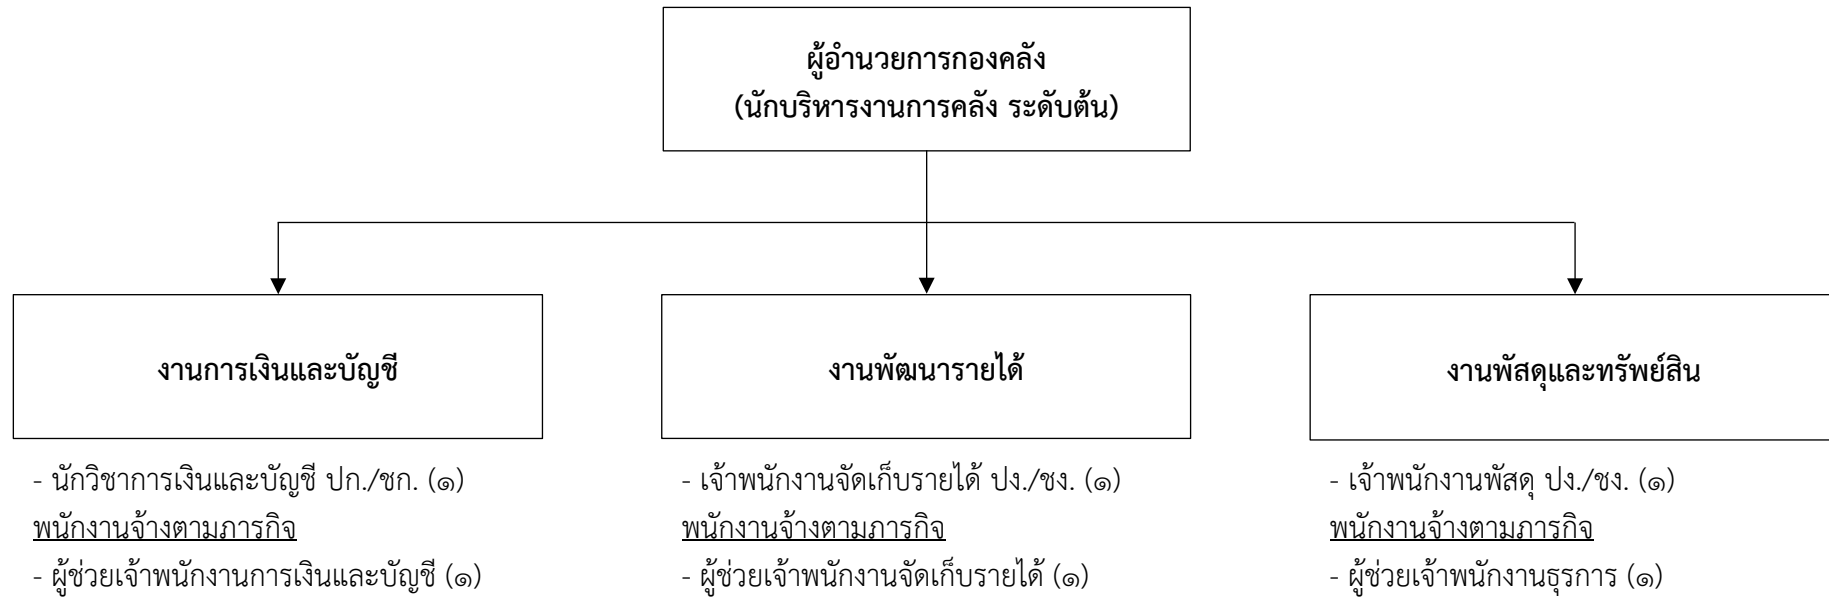 ผู้อำนวยการกองคลัง
(นักบริหารงานการคลัง ระดับต้น)
งานการเงินและบัญชี
- นักวิชาการเงินและบัญชี ปก./ชก. (๑)
พนักงานจ้างตามภารกิจ
- ผู้ช่วยเจ้าพนักงานการเงินและบัญชี (๑)
งานพัฒนารายได้
- เจ้าพนักงานจัดเก็บรายได้ ปง./ชง. (๑)
พนักงานจ้างตามภารกิจ
- ผู้ช่วยเจ้าพนักงานจัดเก็บรายได้ (๑)
งานพัสดุและทรัพย์สิน
- เจ้าพนักงานพัสดุ ปง./ชง. (๑)
พนักงานจ้างตามภารกิจ
- ผู้ช่วยเจ้าพนักงานธุรการ (๑)